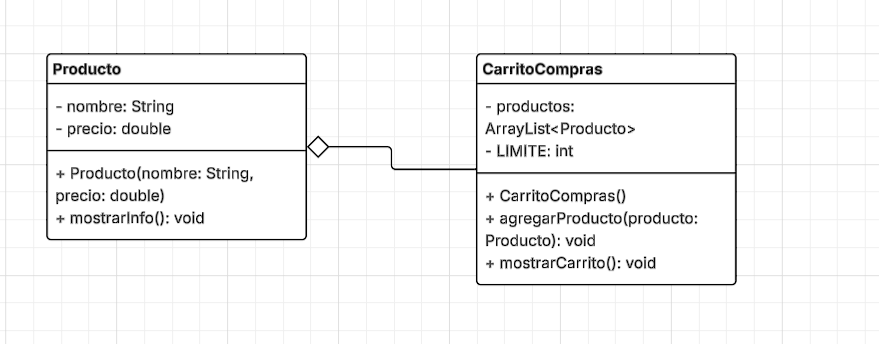 Producto
- nombre: String
- precio: double
+ Producto(nombre: String,
precio: double)
+ mostrarInfo(): void
CarritoCompras
- productos:
ArrayList<Producto>
- LIMITE: int
+ CarritoCompras()
+ agregarProducto(producto:
Producto): void
+ mostrarCarrito(): void